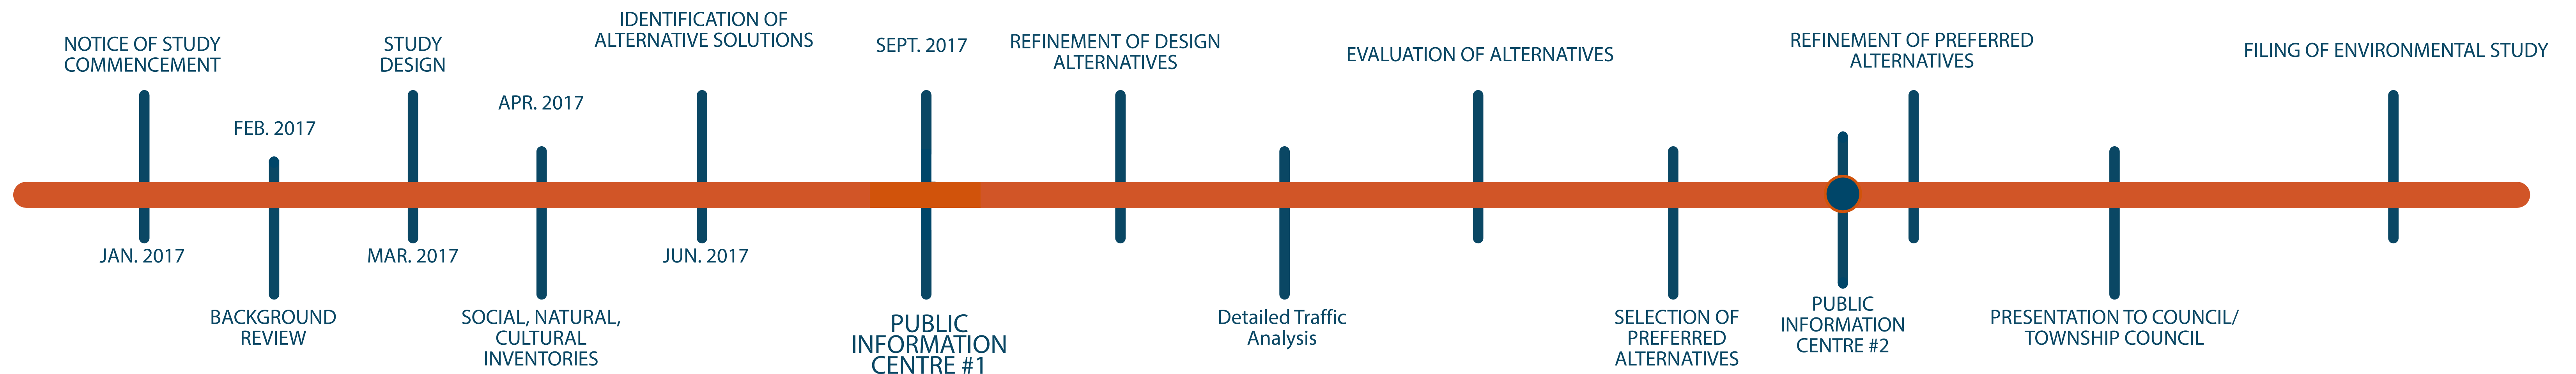 NOTICE OF STUDY
COMMENCEMENT
JAN. 2017
FEB. 2017
BACKGROUND
REVIEW
STUDY
DESIGN
MAR. 2017
APR. 2017
SOCIAL, NATURAL,
CULTURAL
INVENTORIES
IDENTIFICATION OF
ALTERNATIVE SOLUTIONS
JUN. 2017
SEPT. 2017
PUBLIC
INFORMATION
CENTRE #1
REFINEMENT OF DESIGN
ALTERNATIVES
Detailed Traffic
Analysis
EVALUATION OF ALTERNATIVES
SELECTION OF
PREFERRED
ALTERNATIVES
PUBLIC
INFORMATION
CENTRE #2
REFINEMENT OF PREFERRED
ALTERNATIVES
PRESENTATION TO COUNCIL/
TOWNSHIP COUNCIL
FILING OF ENVIRONMENTAL STUDY